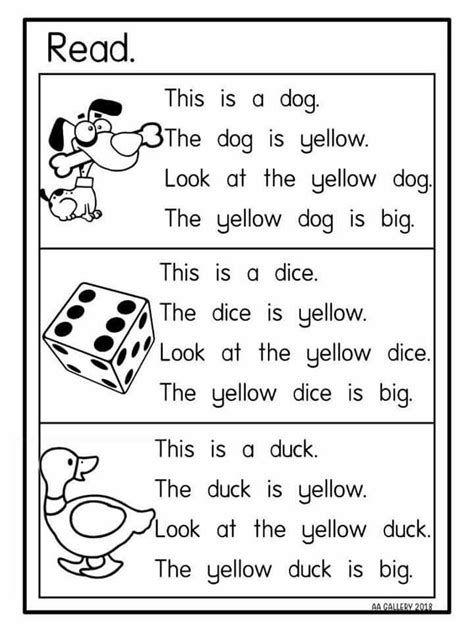 Read.
This is a dog.
The dog is yellow.
Look at the yellow dog.
The yellow dog is big.
This is a dice.
The dice is yellow.
Look at the yellow dice.
The yellow dice is big.
This is a duck.
The duck is yellow.
Look at the yellow duck.
The yellow duck is big.
AA GALLERY 2018